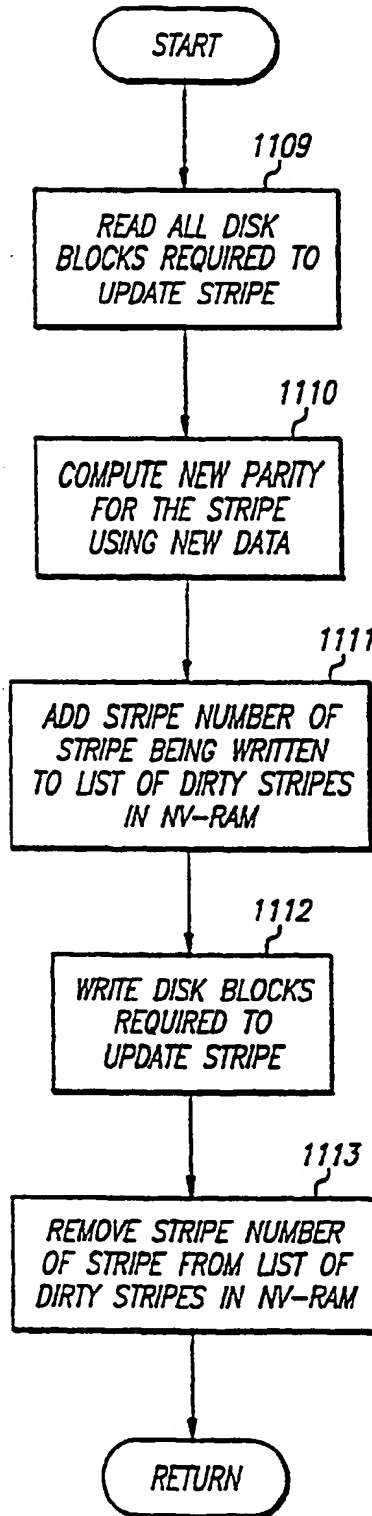 START
1109
READ ALL DISK
BLOCKS REQUIRED TO
UPDATE STRIPE
1110
COMPUTE NEW PARITY
FOR THE STRIPE
USING NEW DATA
1111
ADD STRIPE NUMBER OF
STRIPE BEING WRITTEN
TO LIST OF DIRTY STRIPES
IN NV-RAM
1112
WRITE DISK BLOCKS
REQUIRED TO
UPDATE STRIPE
1113
REMOVE STRIPE NUMBER
OF STRIPE FROM LIST OF
DIRTY STRIPES IN NV-RAM
RETURN